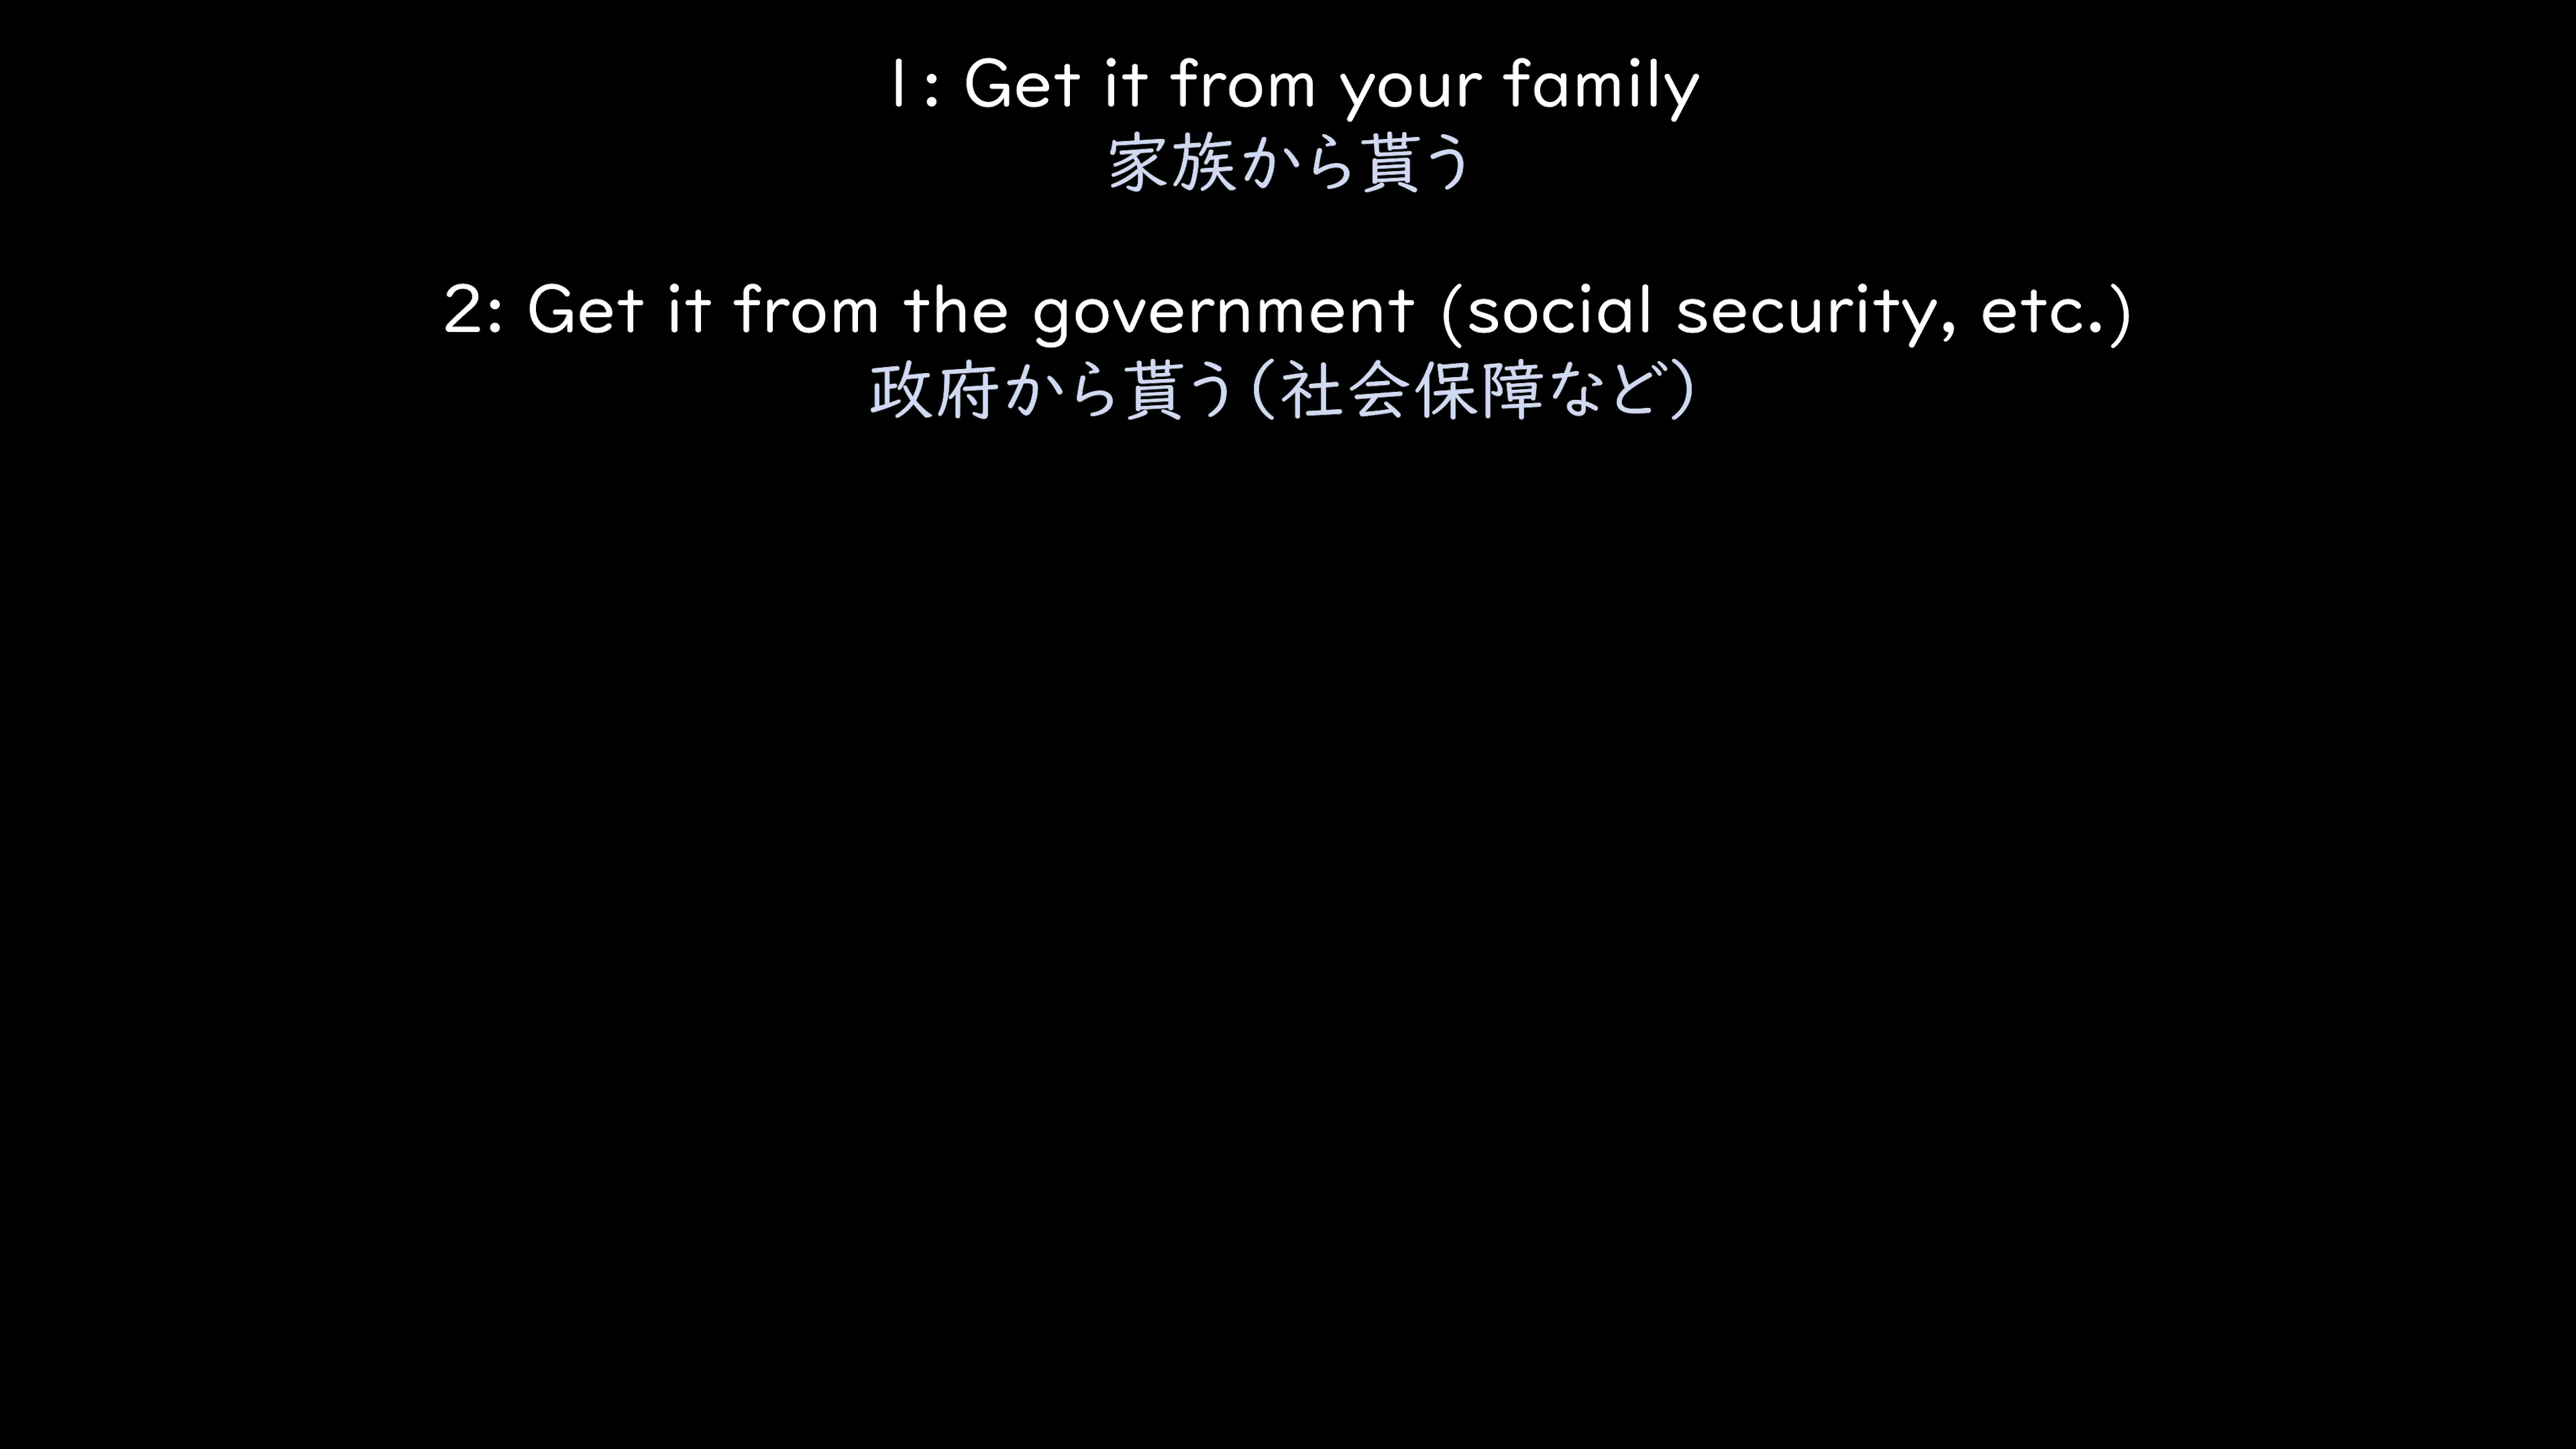 1: Get it from your family
家族から貰う
2: Get it from the government (social security, etc.)
政府から貰う(社会保障など)